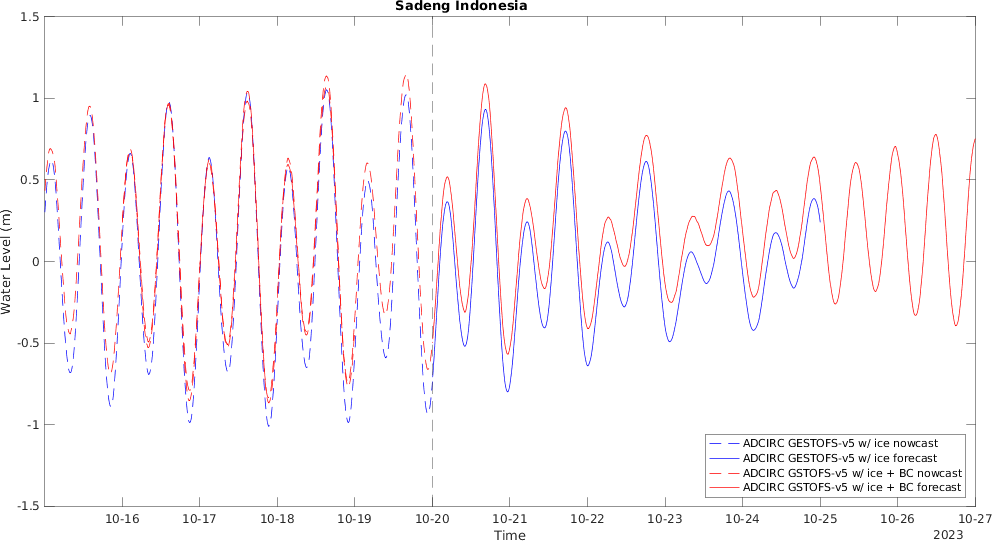 Sadeng Indonesia
1.5
1
0.5
0
-0.5
-1
-1.5
Water Level (m)
ADCIRC GESTOFS-v5 w/ ice nowcast
ADCIRC GESTOFS-v5 w/ ice forecast
ADCIRC GSTOFS-v5 w/ ice + BC nowcast
ADCIRC GSTOFS-v5 w/ ice + BC forecast
10-16 10-17 10-18 10-19 10-20 10-21 10-22 10-23 10-24 10-25 10-26 10-27
Time
2023